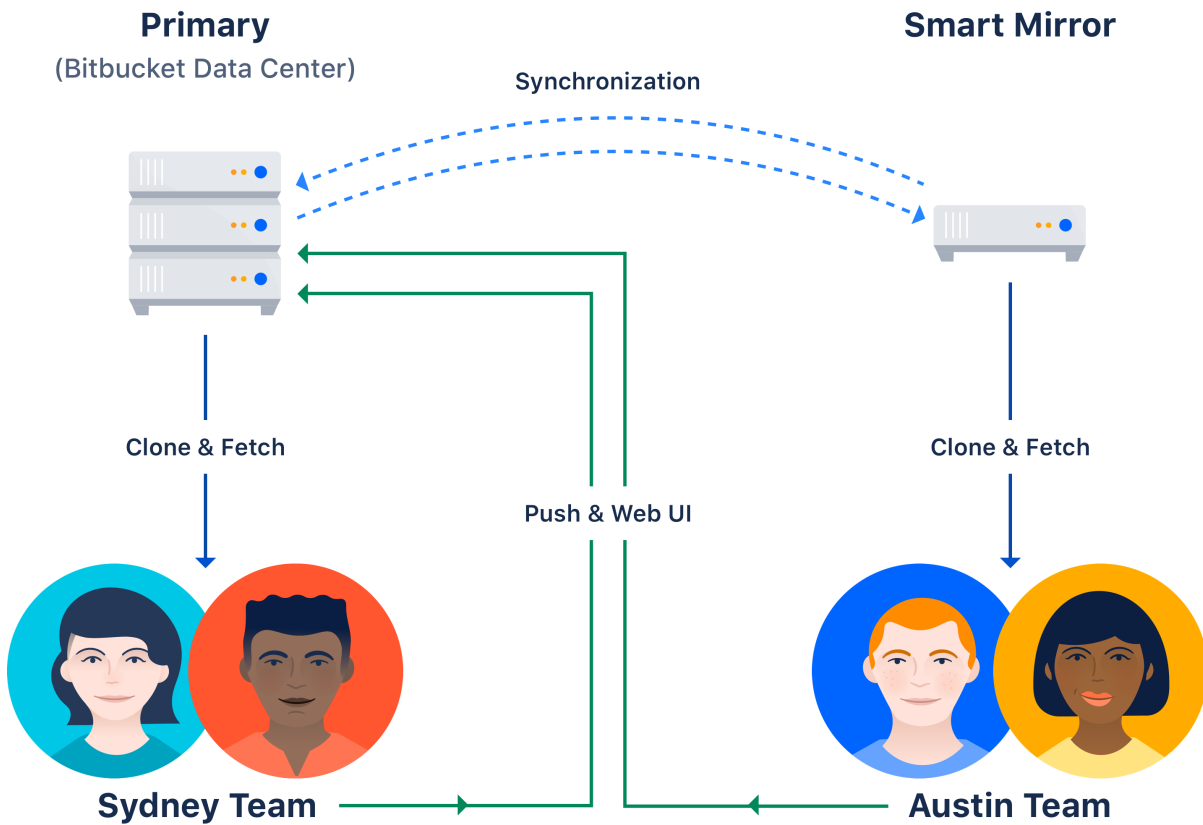 Primary
(Bitbucket Data Center)
Smart Mirror
Synchronization
Clone & Fetch
Clone & Fetch
Push & Web UI
Sydney Team
Austin Team